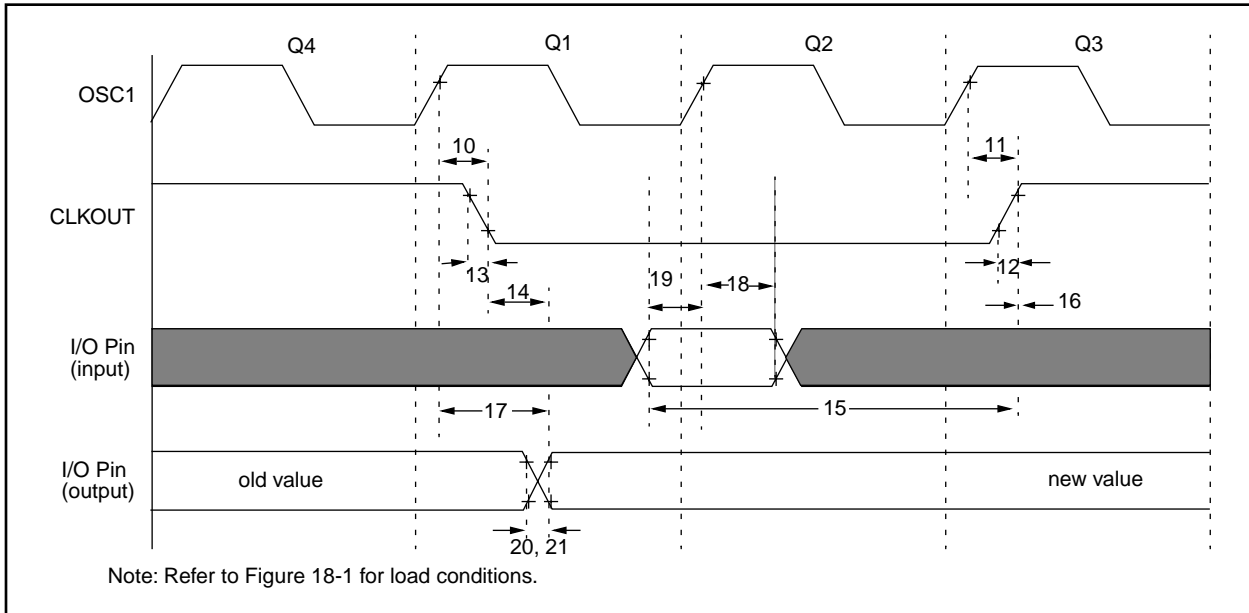 Q4 Q1 Q2 Q3
OSC1
10 11
CLKOUT
13 19 18 12
14 16
I/O Pin
(input)
17 15
I/O Pin
(output)
old value new value
20, 21
Note: Refer to Figure 18-1 for load conditions.